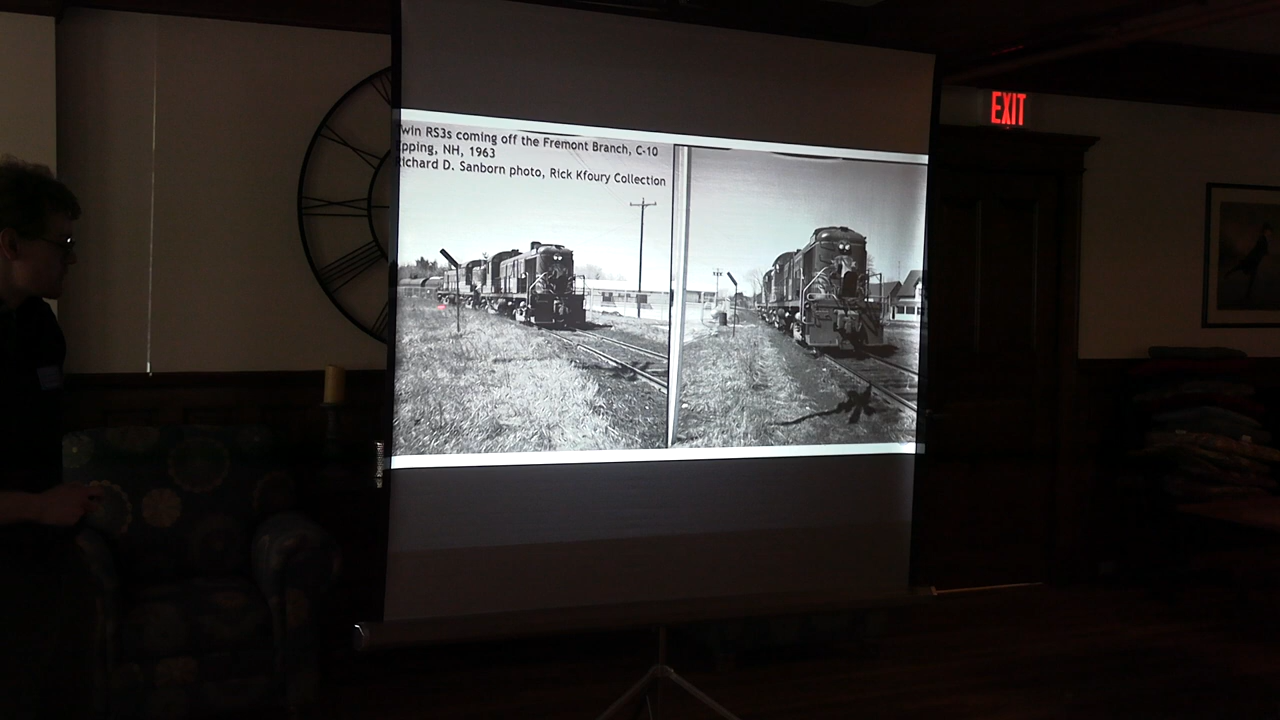 win RS3s coming off the Fremont Branch, C-10
pping, NH, 1963
ichard D. Sanborn photo, Rick Kfoury Collection
EXIT